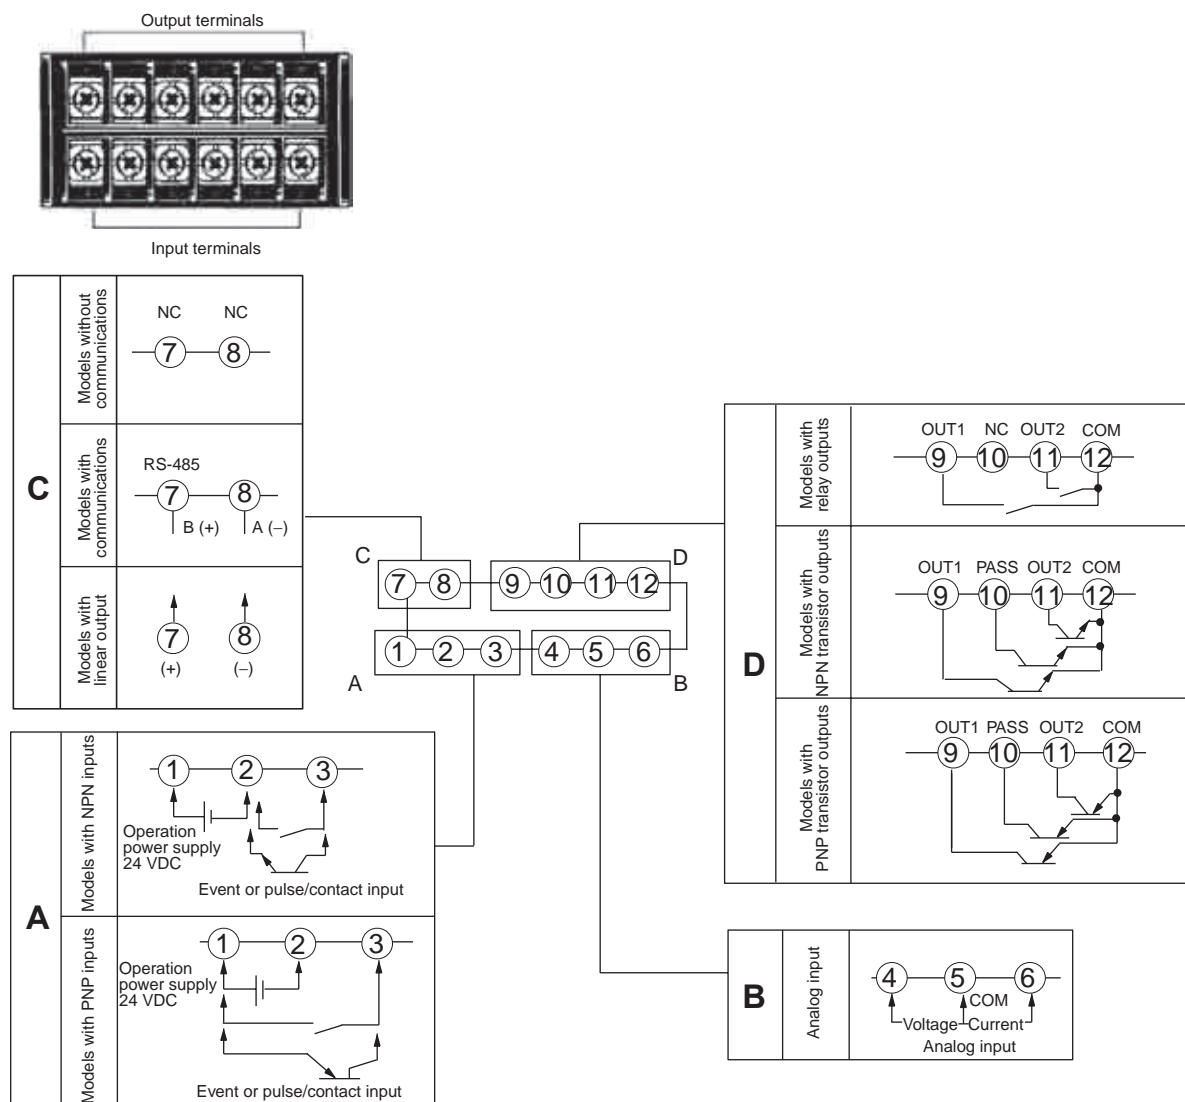 Output terminals
Input terminals
C
Models without
communications
NC NC
7 8
Models with
communications
RS-485
7 8
B (+) A (−)
Models with
linear output
7 8
(+) (−)
C D
7 8 9 10 11 12
1 2 3 4 5 6
A B
D
Models with
relay outputs
OUT1 NC OUT2 COM
9 10 11 12
Models with
NPN transistor outputs
OUT1 PASS OUT2 COM
9 10 11 12
Models with
PNP transistor outputs
OUT1 PASS OUT2 COM
9 10 11 12
A
Models with NPN inputs
1 2 3
Operation
power supply
24 VDC
Event or pulse/contact input
Models with PNP inputs
1 2 3
Operation
power supply
24 VDC
Event or pulse/contact input
B
Analog input
4 5 6
COM
Voltage Current
Analog input